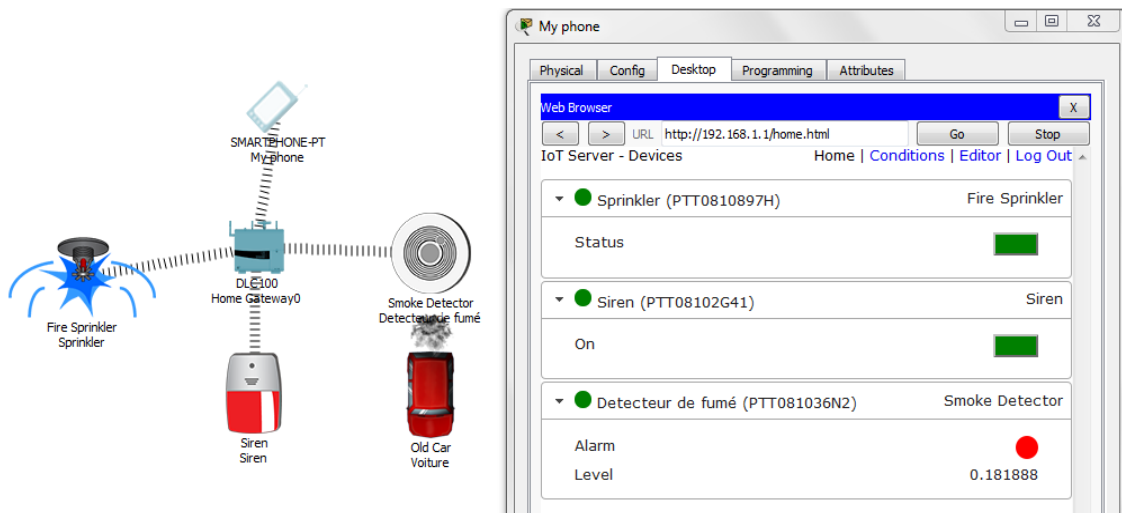 SMARTPHONE-PT
My phone
DLC100
Home Gateway0
Fire Sprinkler
Sprinkler
Smoke Detector
Detecteur de fumé
Siren
Siren
Old Car
Voiture
My phone
Physical Config Desktop Programming Attributes
Web Browser X
< > URL http://192.168.1.1/home.html Go Stop
IoT Server - Devices Home | Conditions | Editor | Log Out
Sprinkler (PTT0810897H) Fire Sprinkler
Status
Siren (PTT08102G41) Siren
On
Detecteur de fumé (PTT081036N2) Smoke Detector
Alarm
Level 0.181888